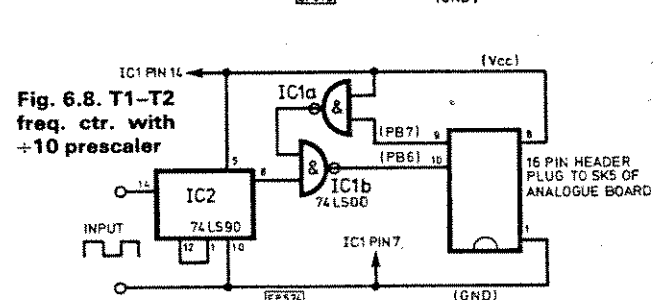 (GND)
(Vcc)
IC1 PIN 14
IC1a
Fig. 6.8. T1–T2
freq. ctr. with
÷10 prescaler
&
(PB7)
9
8
5
&
(PB6)
10
16 PIN HEADER
PLUG TO SK5 OF
ANALOGUE BOARD
14
8
IC1b
74LS00
IC2
INPUT
74LS90
12
1
10
IC1 PIN 7
1
EP574
(GND)